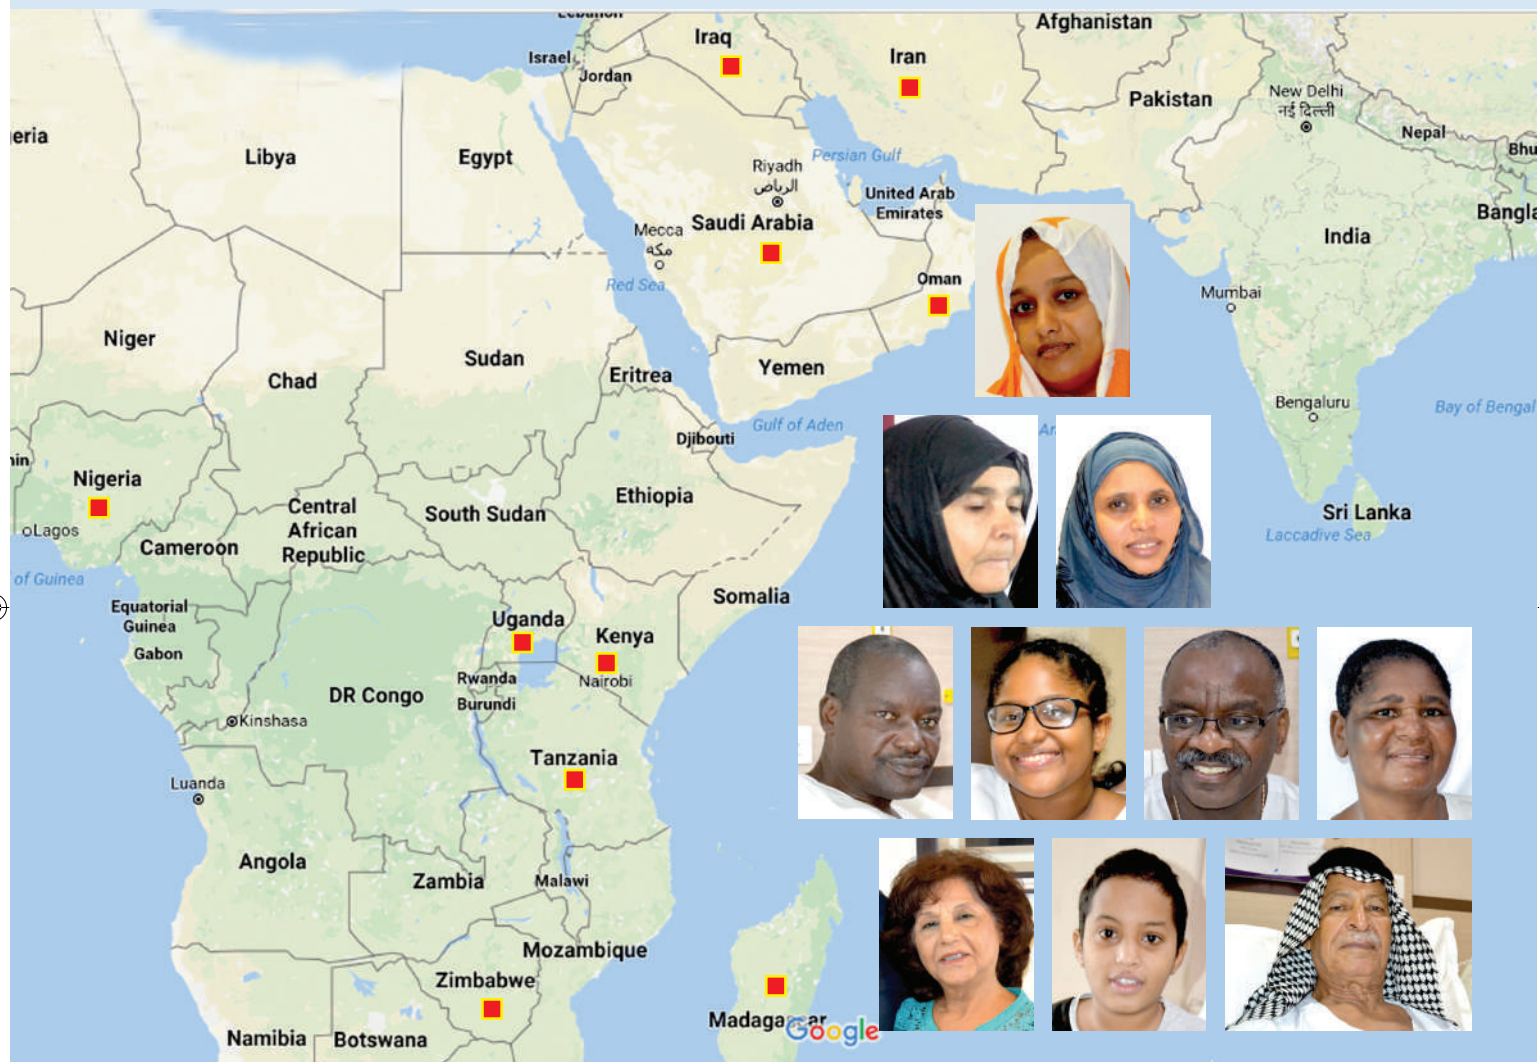 Lebanon
Afghanistan
Iraq
Israel
Iran
Jordan
New Delhi
नई दिल्ली
Pakistan
Nepal
eria
Libya
Egypt
Persian Gulf
Bhu
Riyadh
الرياض
United Arab
Emirates
Mecca
مكة
Saudi Arabia
Bangla
India
Red Sea
Oman
Mumbai
Niger
Sudan
Yemen
Eritrea
Chad
Bengaluru
Bay of Bengal
Gulf of Aden
Ar
Djibouti
nin
Nigeria
Ethiopia
Central
African
Republic
South Sudan
Sri Lanka
Lagos
Laccadive Sea
Cameroon
of Guinea
Equatorial
Guinea
Somalia
Uganda
Kenya
Gabon
Rwanda
Nairobi
DR Congo
Burundi
Kinshasa
Tanzania
Luanda
Angola
Zambia
Malawi
Mozambique
Zimbabwe
Madagascar
Google
Namibia
Botswana